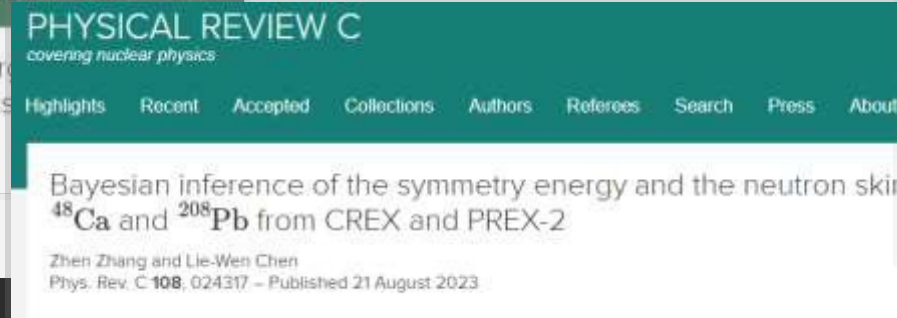 PHYSICAL REVIEW C
covering nuclear physics
Highlights Recent Accepted Collections Authors Referees Search Press About
Bayesian inference of the symmetry energy and the neutron skin
⁴⁸Ca and ²⁰⁸Pb from CREX and PREX-2
Zhen Zhang and Lie-Wen Chen
Phys. Rev. C 108, 024317 – Published 21 August 2023